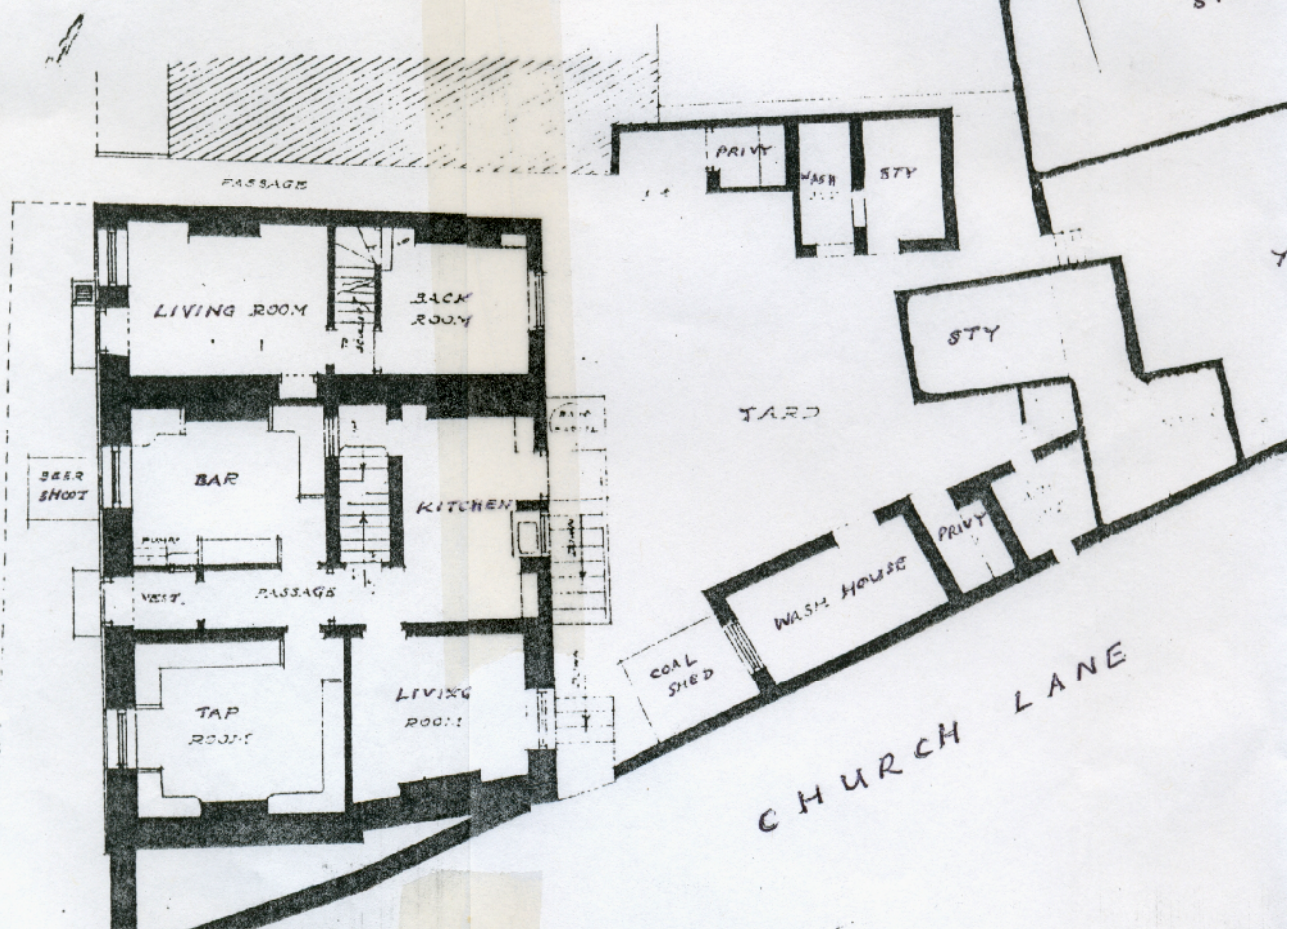 PASSAGE
PRIVY
WASH
STY
LIVING ROOM
BACK
ROOM
STY
YARD
BEER
SHOOT
BAR
KITCHEN
PRIVY
WASH HOUSE
VEST.
PASSAGE
COAL
SHED
TAP
ROOM
LIVING
ROOM
CHURCH LANE